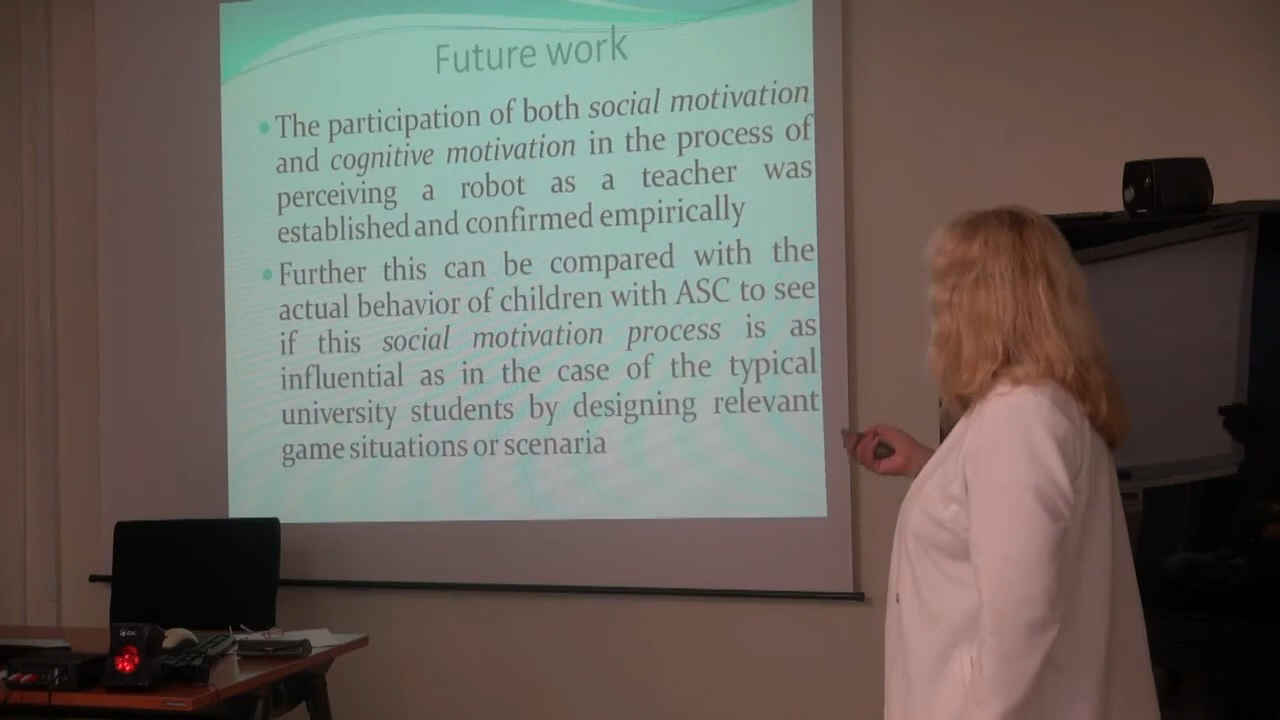 Future work
• The participation of both social motivation
and cognitive motivation in the process of
perceiving a robot as a teacher was
established and confirmed empirically
• Further this can be compared with the
actual behavior of children with ASC to see
if this social motivation process is as
influential as in the case of the typical
university students by designing relevant
game situations or scenaria